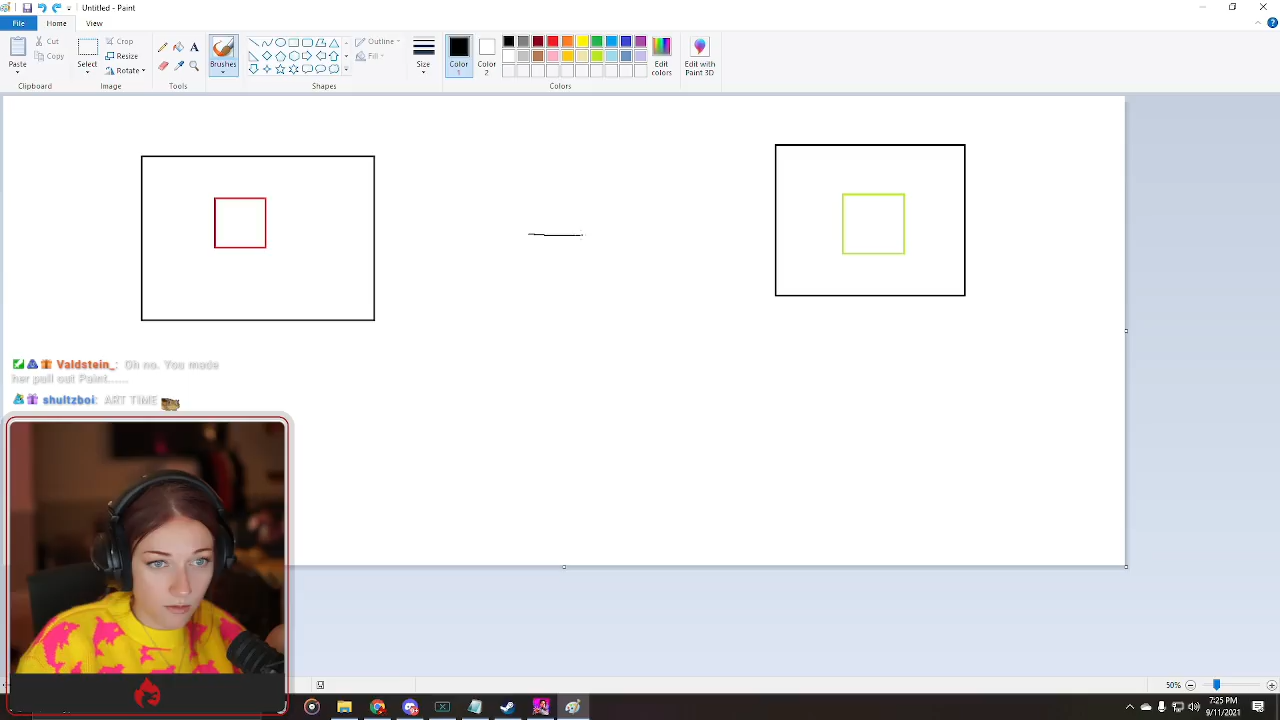 Untitled - Paint
File Home View
Paste
Cut
Copy
Clipboard
Select
Crop
Resize
Rotate
Image
A
Tools
Brushes
Outline
Fill
Shapes
Size
Color
1
Color
2
Edit
colors
Edit with
Paint 3D
Colors
Valdstein_: Oh no. You made
her pull out Paint......
shultzboi: ART TIME
7:25 PM
9/11/2021